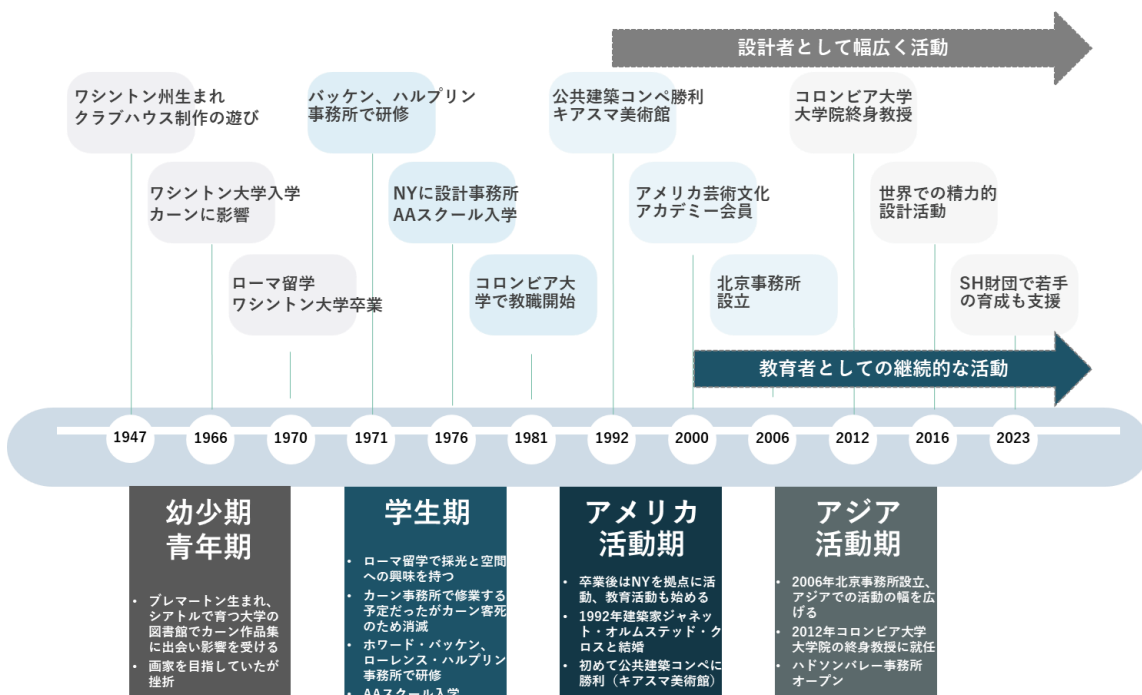 設計者として幅広く活動
ワシントン州生まれ
クラブハウス制作の遊び
バッケン、ハルプリン
事務所で研修
公共建築コンペ勝利
キアスマ美術館
コロンビア大学
大学院終身教授
ワシントン大学入学
カーンに影響
NYに設計事務所
AAスクール入学
アメリカ芸術文化
アカデミー会員
世界での精力的
設計活動
ローマ留学
ワシントン大学卒業
コロンビア大
学で教職開始
北京事務所
設立
SH財団で若手
の育成も支援
教育者としての継続的な活動
1947
1966
1970
1971
1976
1981
1992
2000
2006
2012
2016
2023
幼少期
青年期
• ブレマートン生まれ、
シアトルで育つ大学の
図書館でカーン作品集
に出会い影響を受ける
• 画家を目指していたが
挫折
学生期
• ローマ留学で採光と空間
への興味を持つ
• カーン事務所で修業する
予定だったがカーン客死
のため消滅
• ホワード・バッケン、
ローレンス・ハルプリン
事務所で研修
• AAスクール入学
アメリカ
活動期
• 卒業後はNYを拠点に活
動、教育活動も始める
• 1992年建築家ジャネッ
ト・オルムステッド・ク
ロスと結婚
• 初めて公共建築コンペに
勝利（キアスマ美術館）
アジア
活動期
• 2006年北京事務所設立、
アジアでの活動の幅を広
げる
• 2012年コロンビア大学
大学院の終身教授に就任
• ハドソンバレー事務所
オープン